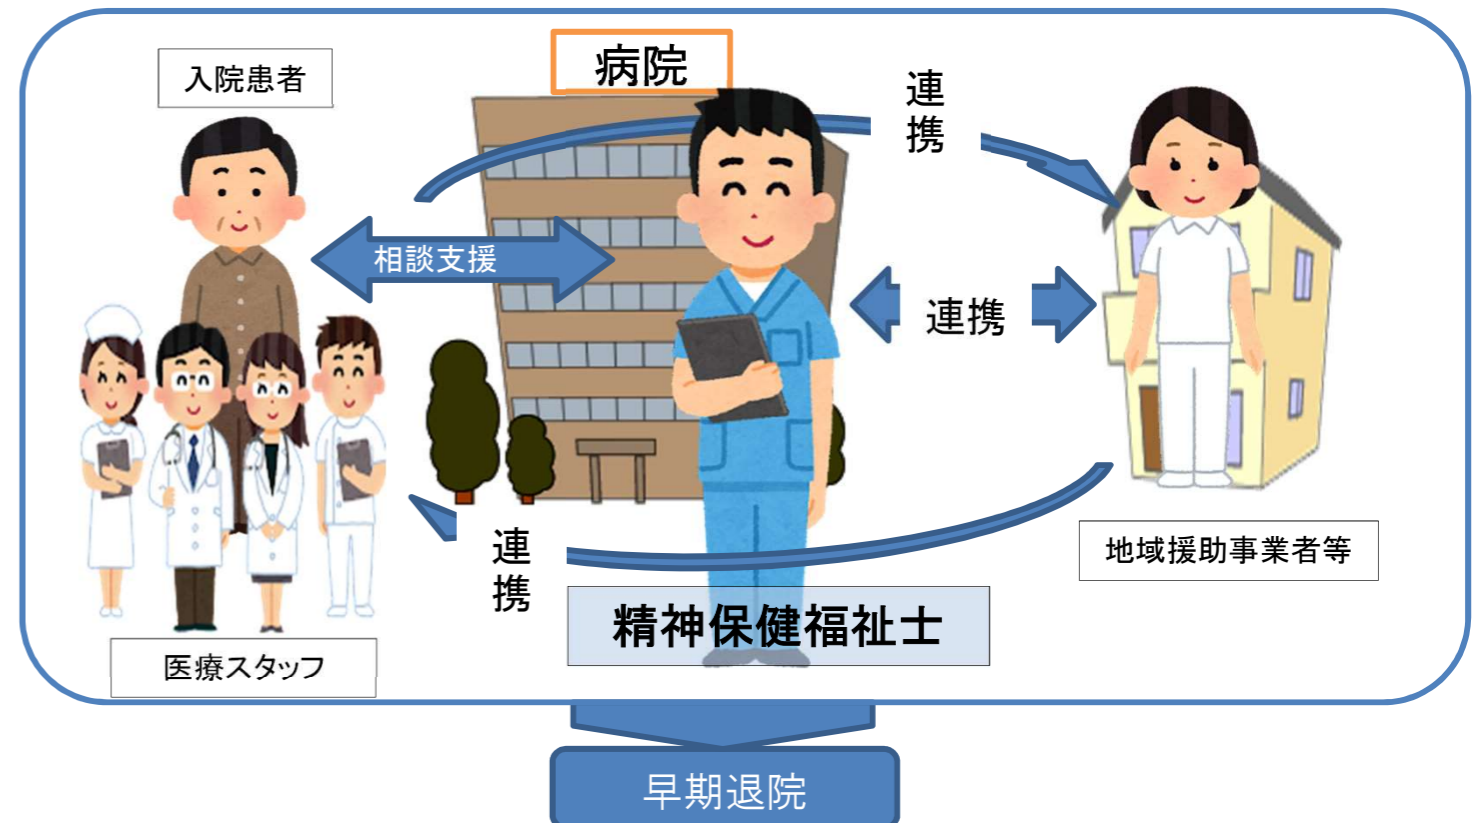 病院
入院患者
連携
相談支援
連携
連携
地域援助事業者等
精神保健福祉士
医療スタッフ
早期退院